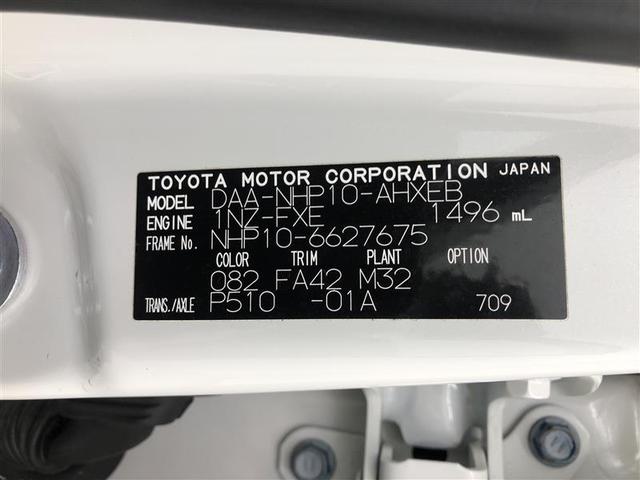 TOYOTA MOTOR CORPORATION JAPAN
MODEL DAA-NHP10-AHXEB
ENGINE 1NZ-FXE 1496 mL
FRAME No. NHP10-6627675
COLOR TRIM PLANT OPTION
082 FA42 M32
TRANS./AXLE P510 -01A 709